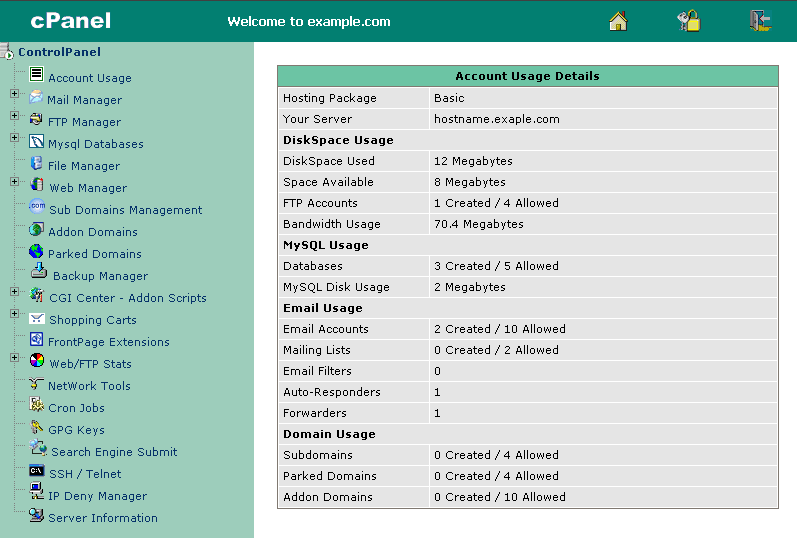 cPanel
Welcome to example.com
ControlPanel
Account Usage
Mail Manager
FTP Manager
Mysql Databases
File Manager
Web Manager
.com
Sub Domains Management
Addon Domains
Parked Domains
Backup Manager
CGI Center - Addon Scripts
Shopping Carts
FrontPage Extensions
Web/FTP Stats
NetWork Tools
Cron Jobs
GPG Keys
Search Engine Submit
C:\
SSH / Telnet
IP Deny Manager
Server Information
Account Usage Details
Hosting Package Basic
Your Server hostname.exaple.com
DiskSpace Usage
DiskSpace Used 12 Megabytes
Space Available 8 Megabytes
FTP Accounts 1 Created / 4 Allowed
Bandwidth Usage 70.4 Megabytes
MySQL Usage
Databases 3 Created / 5 Allowed
MySQL Disk Usage 2 Megabytes
Email Usage
Email Accounts 2 Created / 10 Allowed
Mailing Lists 0 Created / 2 Allowed
Email Filters 0
Auto-Responders 1
Forwarders 1
Domain Usage
Subdomains 0 Created / 4 Allowed
Parked Domains 0 Created / 4 Allowed
Addon Domains 0 Created / 10 Allowed